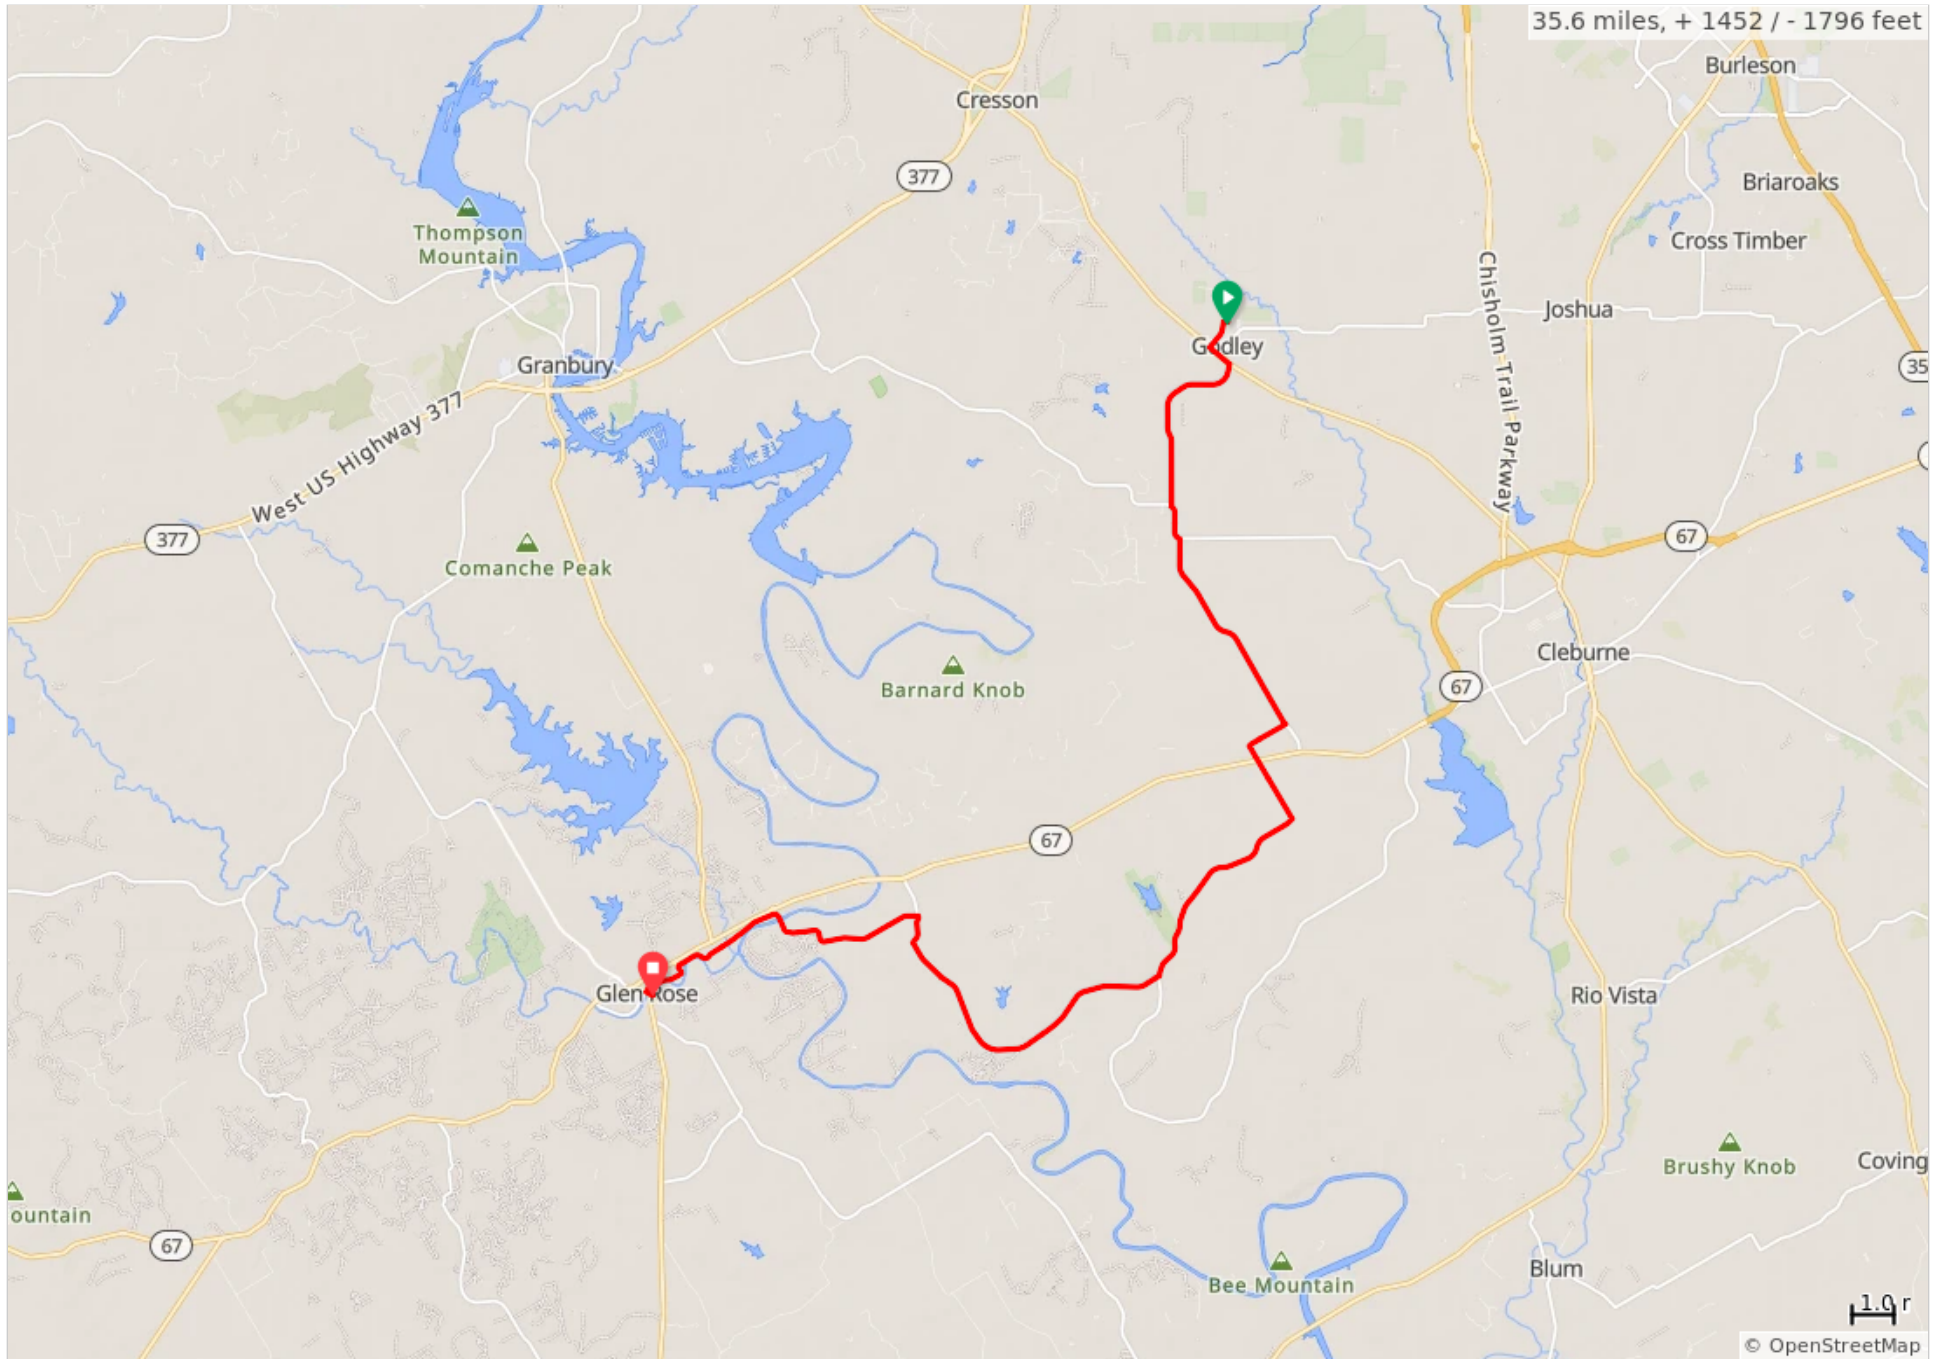 35.6 miles, + 1452 / - 1796 feet
Burleson
Cresson
377
Briaroaks
Thompson
Mountain
Cross Timber
Chisholm Trail Parkway
Joshua
Godley
Granbury
35
West US Highway 377
377
67
Comanche Peak
Cleburne
Barnard Knob
67
67
Glen Rose
Rio Vista
Brushy Knob
Coving
ountain
67
Blum
Bee Mountain
1.0 r
© OpenStreetMap